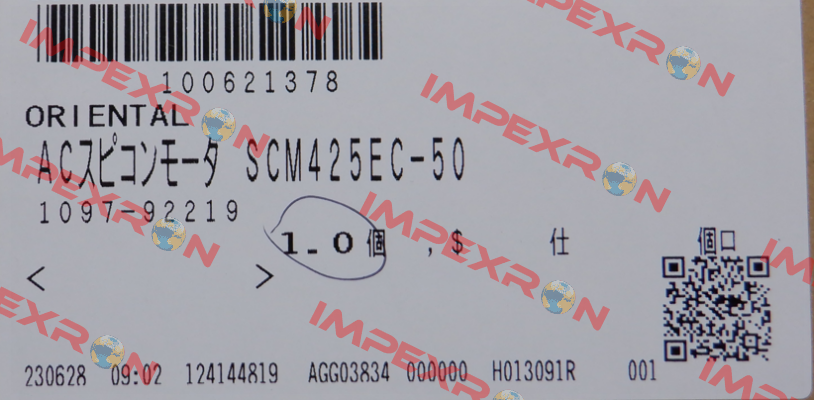 100621378
ORIENTAL
ACスピコンモータ SCM425EC-50
1097-92219
1.0個 ,$ 仕 個口
< >
230628 09:02 124144819 AGG03834 000000 H013091R 001
IMPEXRON
IMPEXRON
IMPEXRON
IMPEXRON
IMPEXRON
IMPEXRON